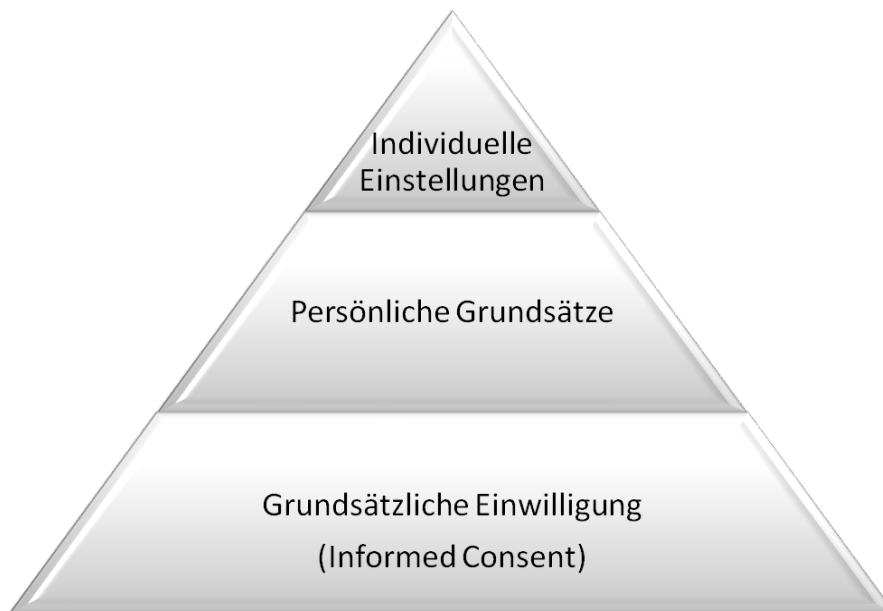 Individuelle
Einstellungen
Persönliche Grundsätze
Grundsätzliche Einwilligung
(Informed Consent)